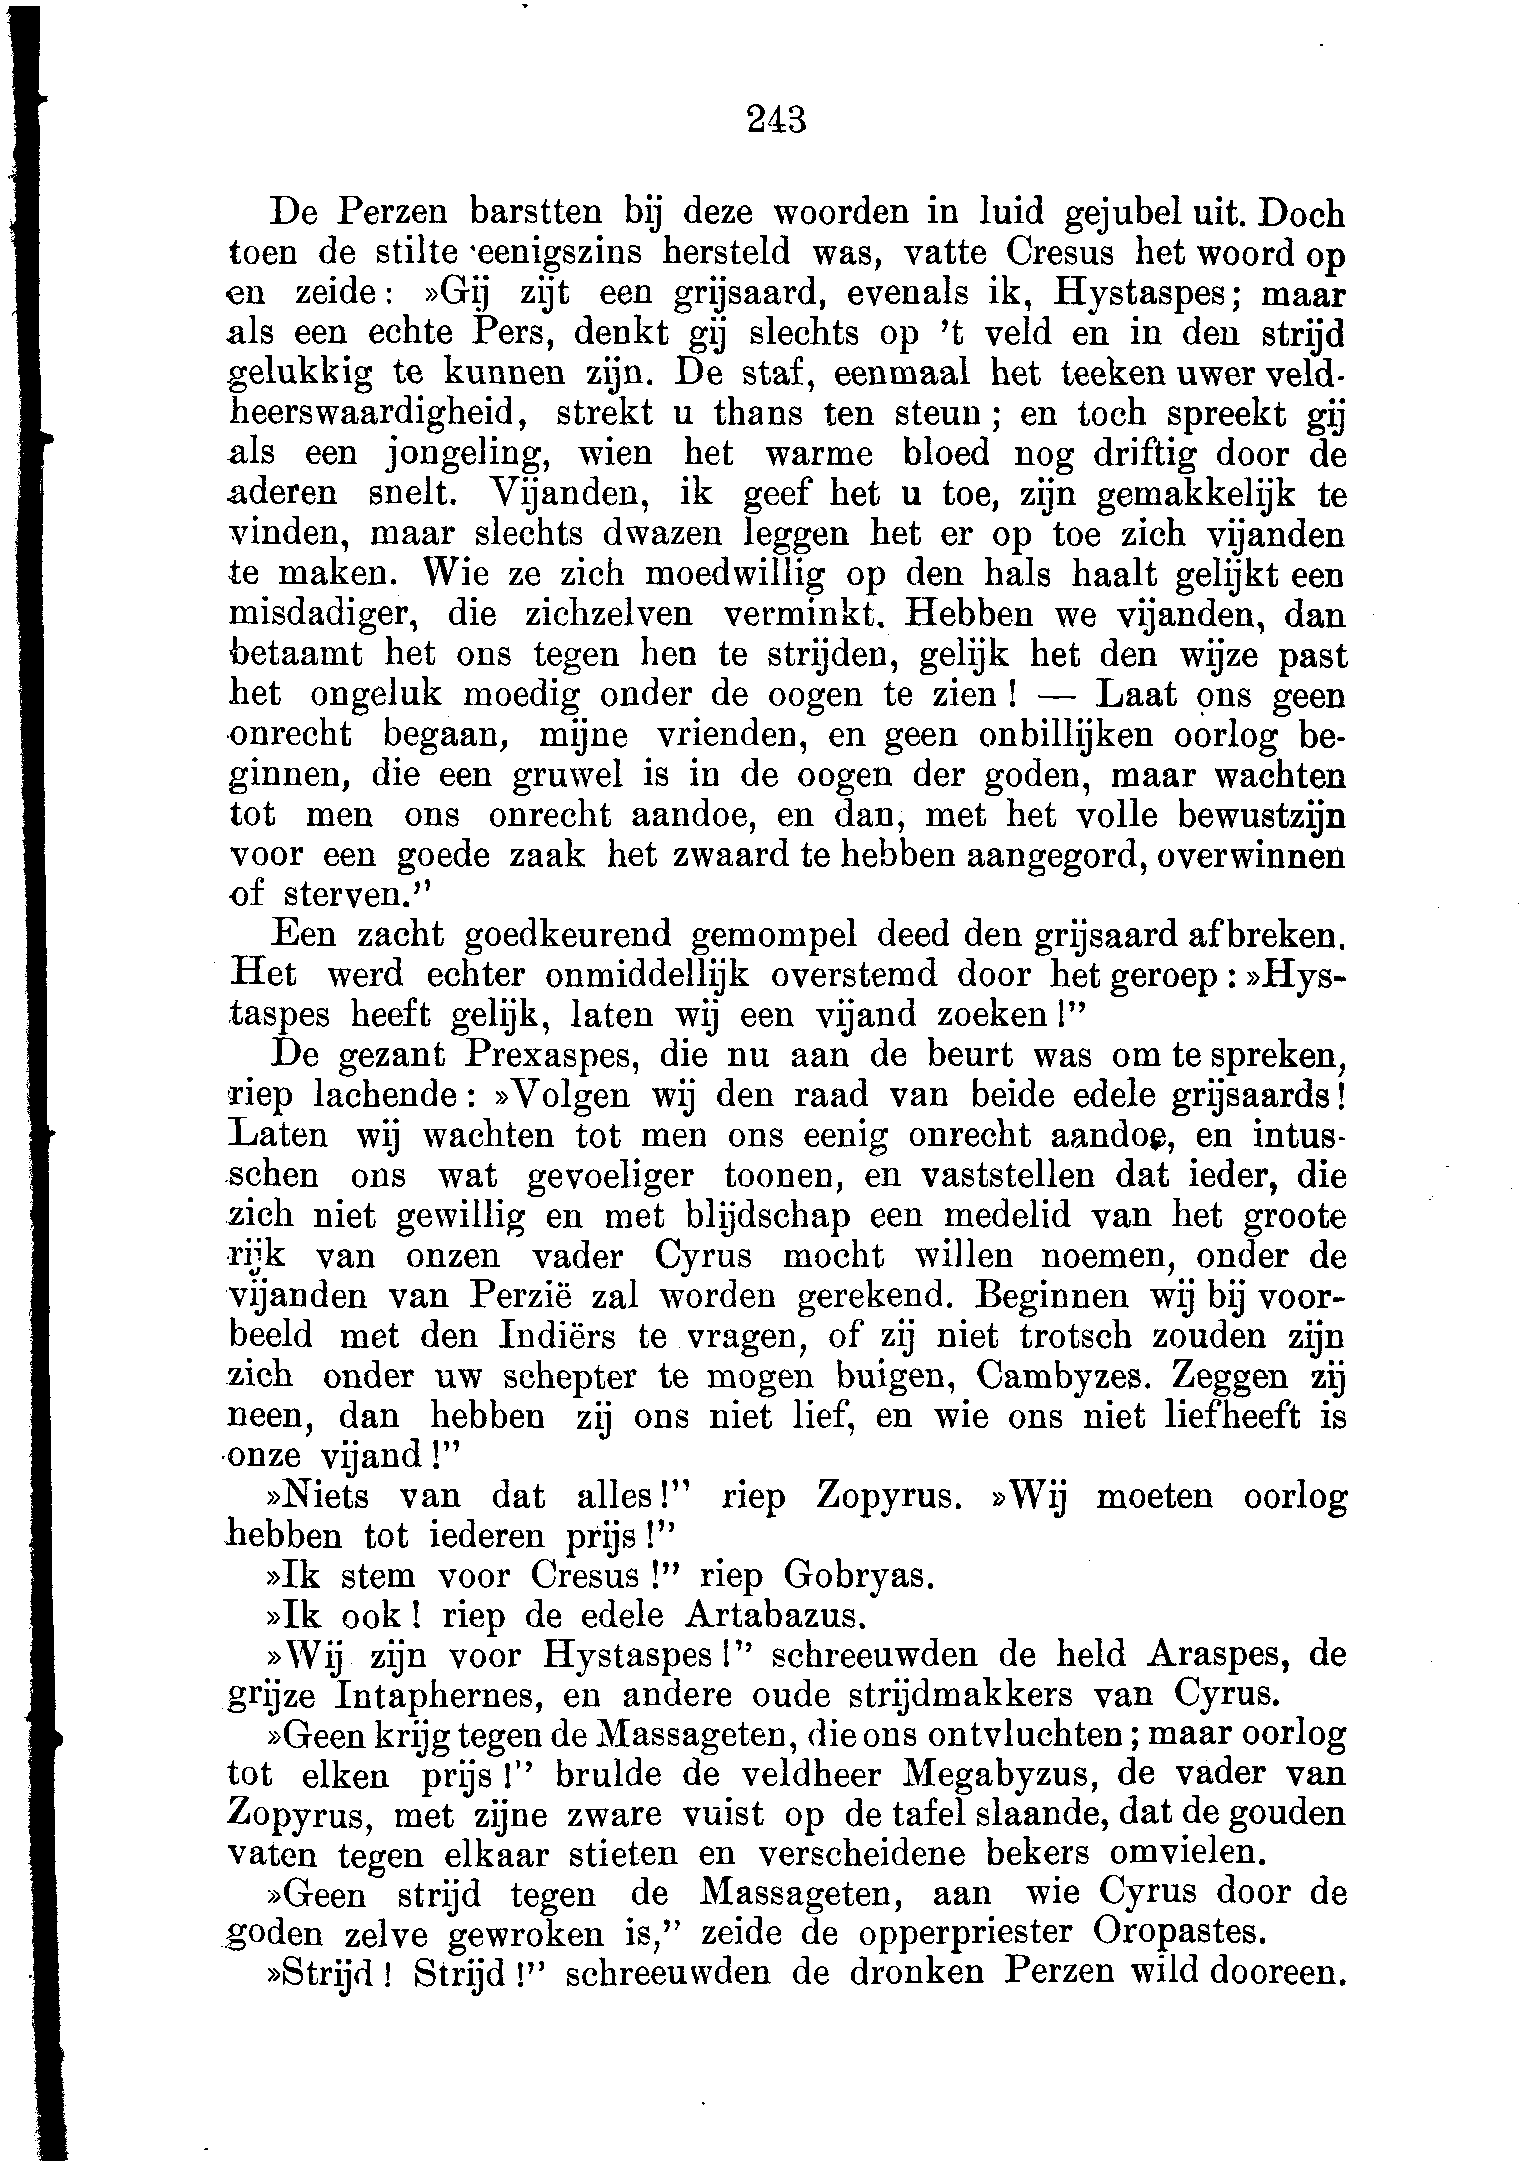 243
De Perzen barstten bij deze woorden in luid gejubel uit. Doch
toen de stilte eenigszins hersteld was, vatte Cresus het woord op
en zeide: »Gij zijt een grijsaard, evenals ik, Hystaspes; maar
als een echte Pers, denkt gij slechts op 't veld en in den strijd
gelukkig te kunnen zijn. De staf, eenmaal het teeken uwer veld-
heerswaardigheid, strekt u thans ten steun; en toch spreekt gij
als een jongeling, wien het warme bloed nog driftig door de
aderen snelt. Vijanden, ik geef het u toe, zijn gemakkelijk te
vinden, maar slechts dwazen leggen het er op toe zich vijanden
te maken. Wie ze zich moedwillig op den hals haalt gelijkt een
misdadiger, die zichzelven verminkt. Hebben we vijanden, dan
betaamt het ons tegen hen te strijden, gelijk het den wijze past
het ongeluk moedig onder de oogen te zien! — Laat ons geen
onrecht begaan, mijne vrienden, en geen onbillijken oorlog be-
ginnen, die een gruwel is in de oogen der goden, maar wachten
tot men ons onrecht aandoe, en dan, met het volle bewustzijn
voor een goede zaak het zwaard te hebben aangegord, overwinnen
of sterven."
Een zacht goedkeurend gemompel deed den grijsaard afbreken.
Het werd echter onmiddellijk overstemd door het geroep: »Hys-
taspes heeft gelijk, laten wij een vijand zoeken!"
De gezant Prexaspes, die nu aan de beurt was om te spreken,
riep lachende: »Volgen wij den raad van beide edele grijsaards!
Laten wij wachten tot men ons eenig onrecht aandoe, en intus-
schen ons wat gevoeliger toonen, en vaststellen dat ieder, die
zich niet gewillig en met blijdschap een medelid van het groote
rijk van onzen vader Cyrus mocht willen noemen, onder de
vijanden van Perzië zal worden gerekend. Beginnen wij bij voor-
beeld met den Indiërs te vragen, of zij niet trotsch zouden zijn
zich onder uw schepter te mogen buigen, Cambyzes. Zeggen zij
neen, dan hebben zij ons niet lief, en wie ons niet liefheeft is
onze vijand!"
»Niets van dat alles!" riep Zopyrus. »Wij moeten oorlog
hebben tot iederen prijs!"
»Ik stem voor Cresus!" riep Gobryas.
»Ik ook! riep de edele Artabazus.
»Wij zijn voor Hystaspes!" schreeuwden de held Araspes, de
grijze Intaphernes, en andere oude strijdmakkers van Cyrus.
»Geen krijg tegen de Massageten, die ons ontvluchten; maar oorlog
tot elken prijs!" brulde de veldheer Megabyzus, de vader van
Zopyrus, met zijne zware vuist op de tafel slaande, dat de gouden
vaten tegen elkaar stieten en verscheidene bekers omvielen.
»Geen strijd tegen de Massageten, aan wie Cyrus door de
goden zelve gewroken is," zeide de opperpriester Oropastes.
»Strijd! Strijd!" schreeuwden de dronken Perzen wild dooreen.